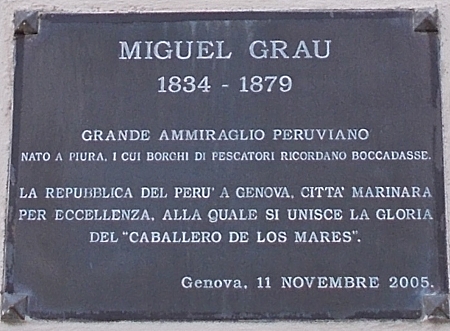 MIGUEL GRAU
1834 - 1879
GRANDE AMMIRAGLIO PERUVIANO
NATO A PIURA, I CUI BORCHI DI PESCATORI RICORDANO BOCCADASSE.
LA REPUBBLICA DEL PERU' A GENOVA, CITTA' MARINARA
PER ECCELLENZA, ALLA QUALE SI UNISCE LA GLORIA
DEL "CABALLERO DE LOS MARES".
Genova, 11 NOVEMBRE 2005.